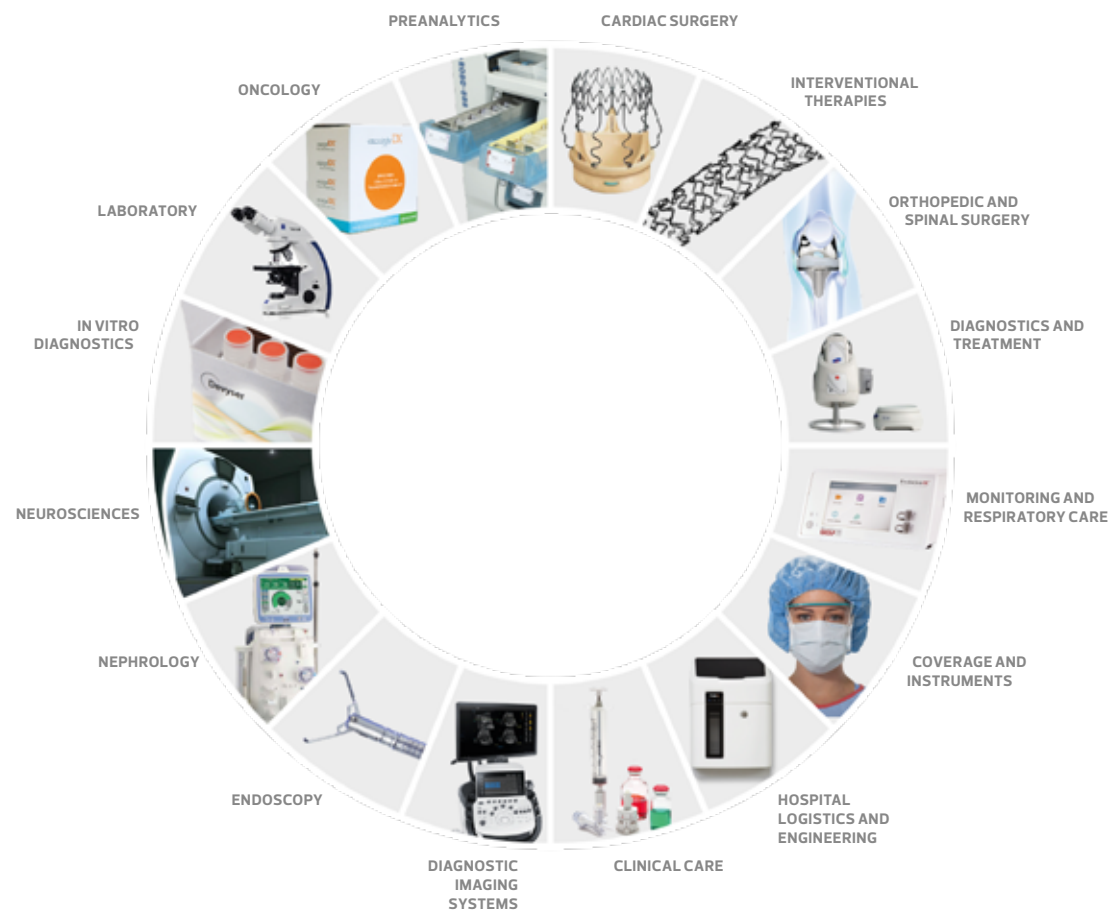 PREANALYTICS
CARDIAC SURGERY
INTERVENTIONAL
THERAPIES
ORTHOPEDIC AND
SPINAL SURGERY
DIAGNOSTICS AND
TREATMENT
MONITORING AND
RESPIRATORY CARE
COVERAGE AND
INSTRUMENTS
HOSPITAL
LOGISTICS AND
ENGINEERING
CLINICAL CARE
DIAGNOSTIC
IMAGING
SYSTEMS
ENDOSCOPY
NEPHROLOGY
NEUROSCIENCES
IN VITRO
DIAGNOSTICS
Devyser
LABORATORY
ONCOLOGY